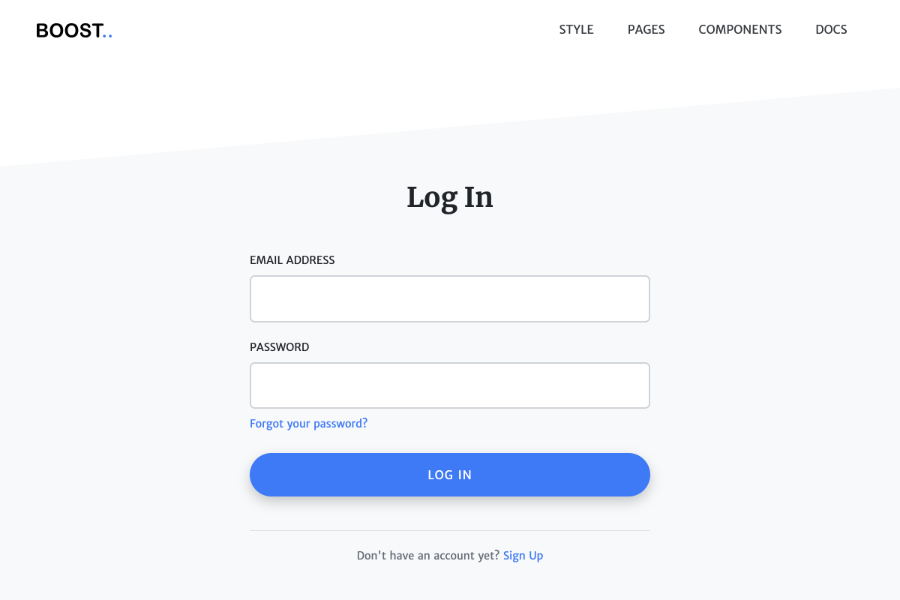 BOOST..
STYLE PAGES COMPONENTS DOCS
Log In
EMAIL ADDRESS
PASSWORD
Forgot your password?
LOG IN
Don't have an account yet? Sign Up